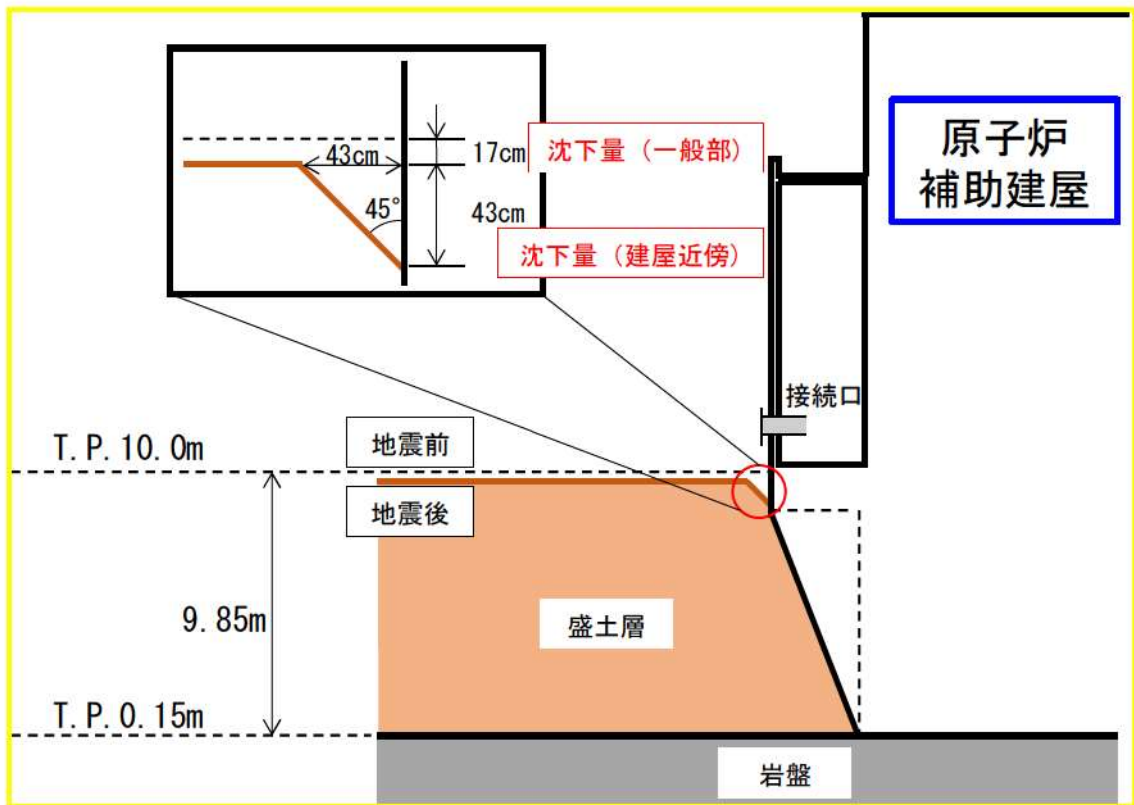 原子炉
補助建屋
43cm
17cm
沈下量（一般部）
45°
43cm
沈下量（建屋近傍）
接続口
T.P.10.0m
地震前
地震後
9.85m
盛土層
T.P.0.15m
岩盤